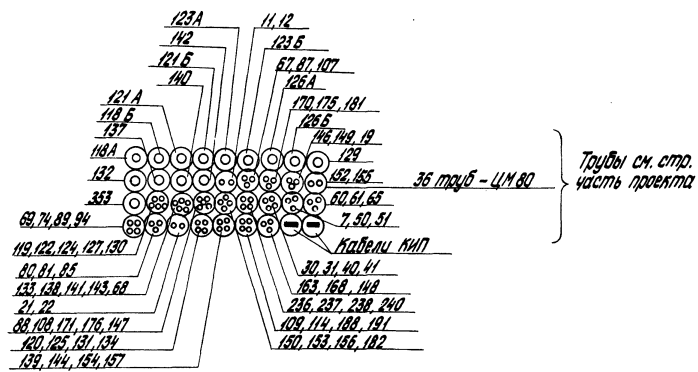 123А
11, 12
142
123Б
121Б
67, 87, 107
140
126А
121А
170, 175, 181
118Б
126Б
137
146, 149, 19
118А
129
Трубы см. стр.
часть проекта
132
152, 155
36 труб - ЦМ 80
353
60, 61, 65
69, 74, 89, 94
7, 50, 51
119, 122, 124, 127, 130
Кабели КИП
80, 81, 85
30, 31, 40, 41
133, 138, 141, 143, 68
163, 168, 148
21, 22
236, 237, 238, 240
88, 108, 171, 176, 147
109, 114, 188, 191
120, 125, 131, 134
150, 153, 156, 182
139, 144, 154, 157